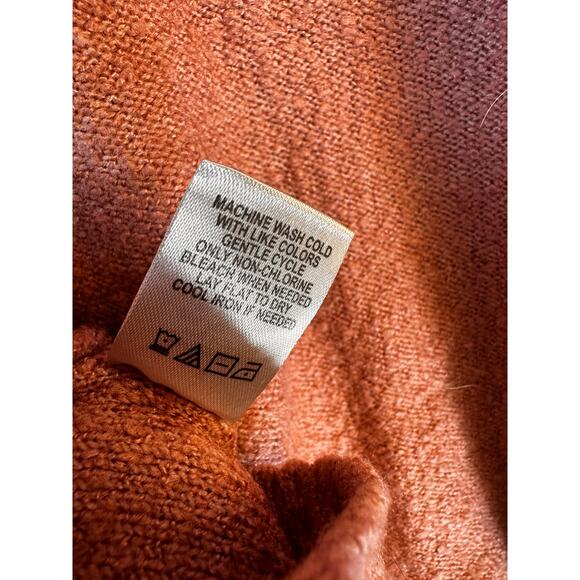 MACHINE WASH COLD
WITH LIKE COLORS
GENTLE CYCLE
ONLY NON-CHLORINE
BLEACH WHEN NEEDED
LAY FLAT TO DRY
COOL IRON IF NEEDED